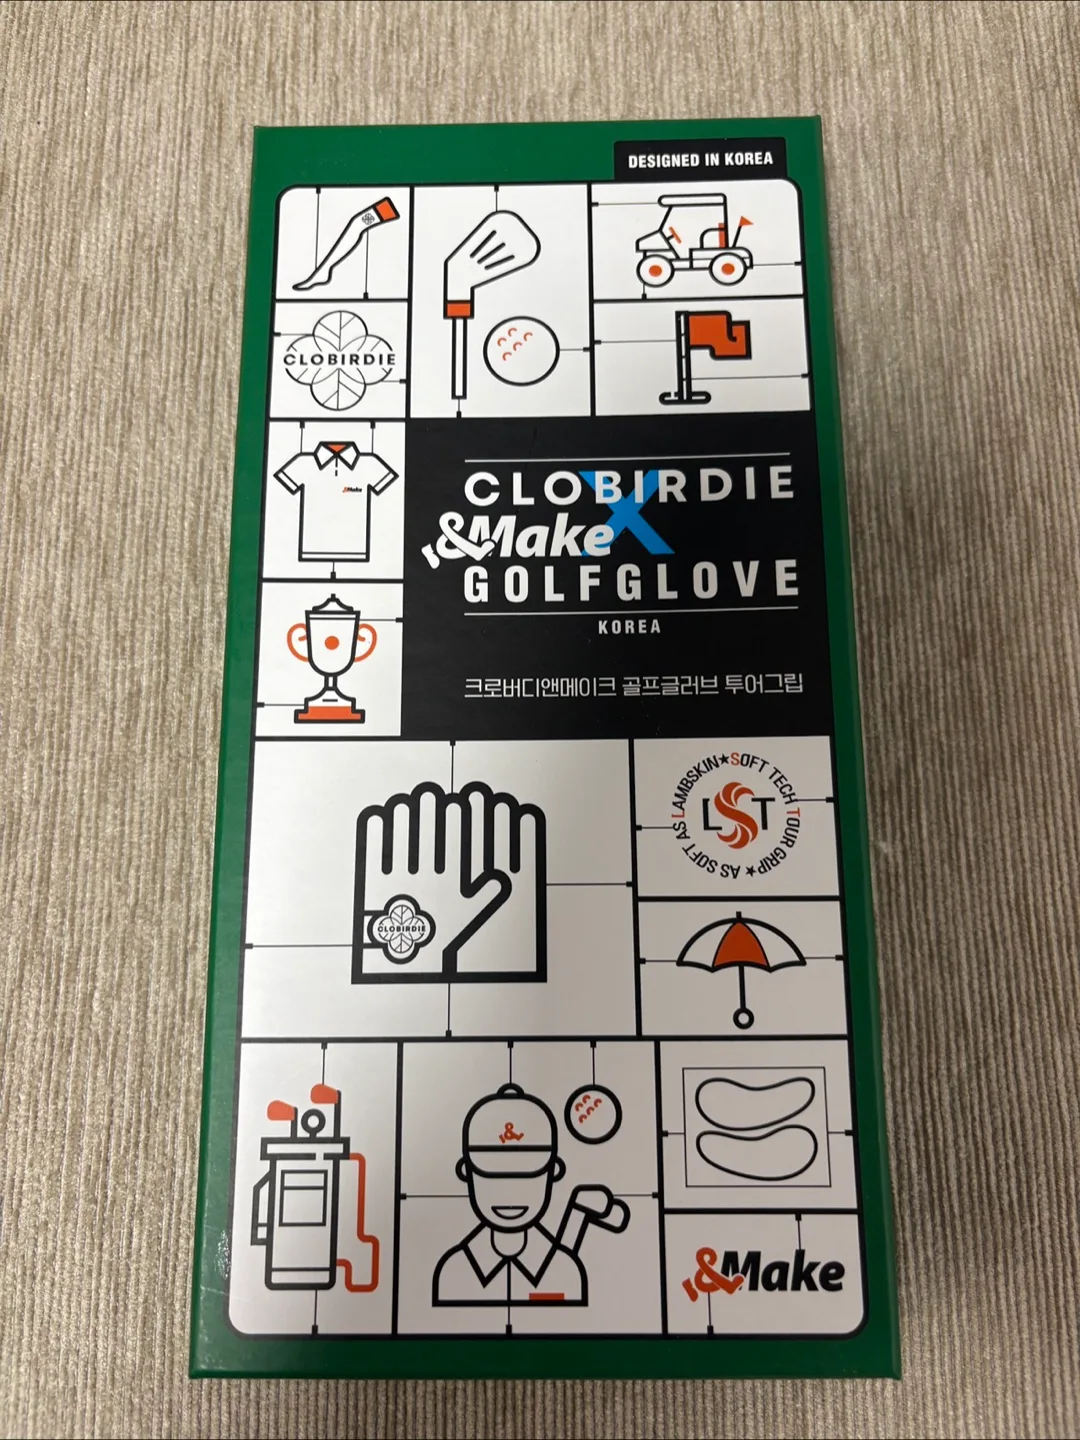 DESIGNED IN KOREA
CLOBIRDIE
&Make
CLOBIRDIE
X
&Make
GOLFGLOVE
KOREA
크로버디앤메이크 골프글러브 투어그립
AS SOFT AS LAMBSKIN★SOFT TECH TOUR GRIP★
LST
CLOBIRDIE
&
&Make